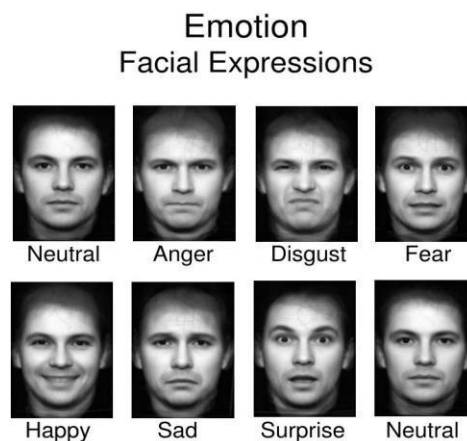 Emotion
Facial Expressions
Neutral Anger Disgust Fear
Happy Sad Surprise Neutral